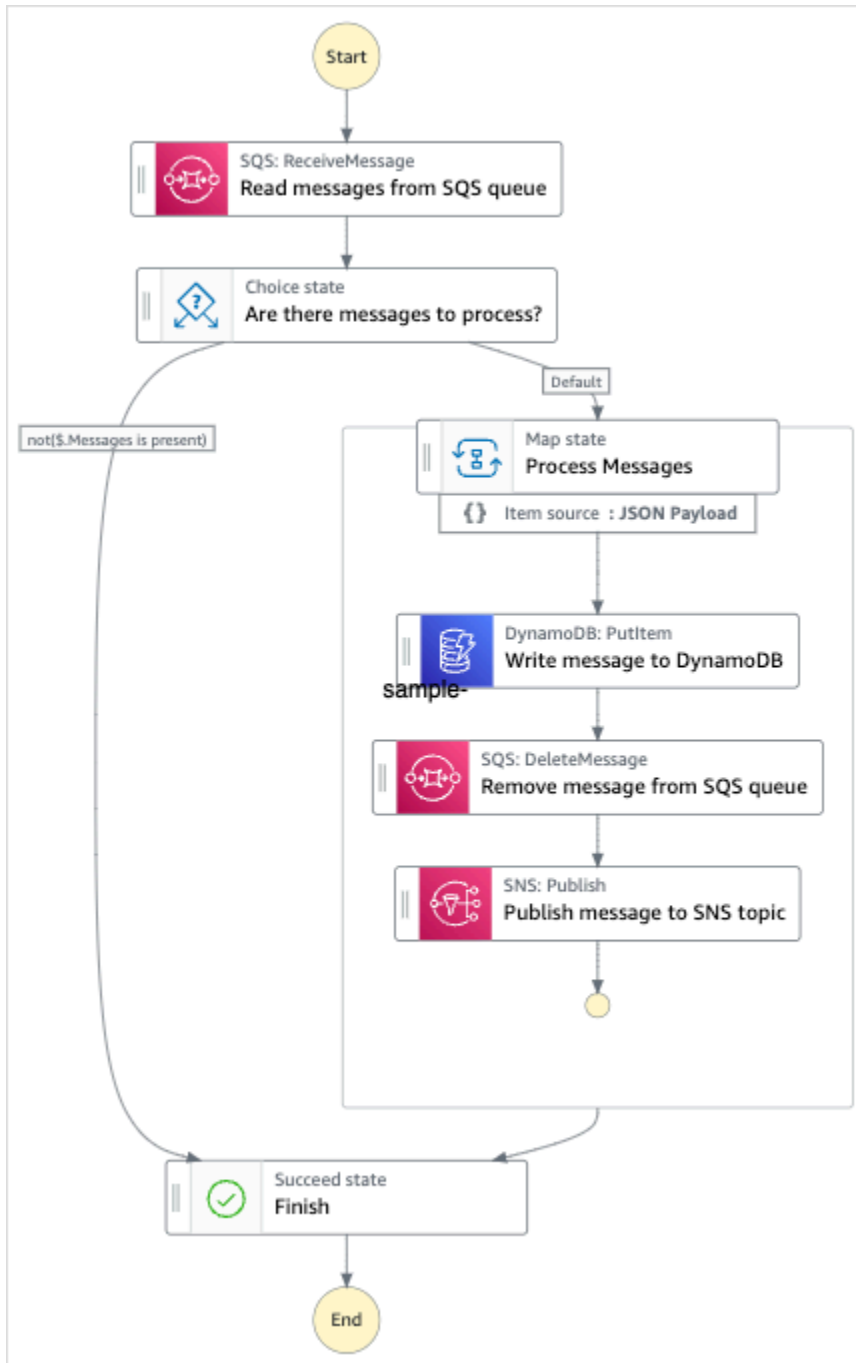 Start
SQS: ReceiveMessage
Read messages from SQS queue
Choice state
Are there messages to process?
Default
not($.Messages is present)
Map state
Process Messages
{} Item source : JSON Payload
DynamoDB: PutItem
Write message to DynamoDB
sample-
SQS: DeleteMessage
Remove message from SQS queue
SNS: Publish
Publish message to SNS topic
Succeed state
Finish
End